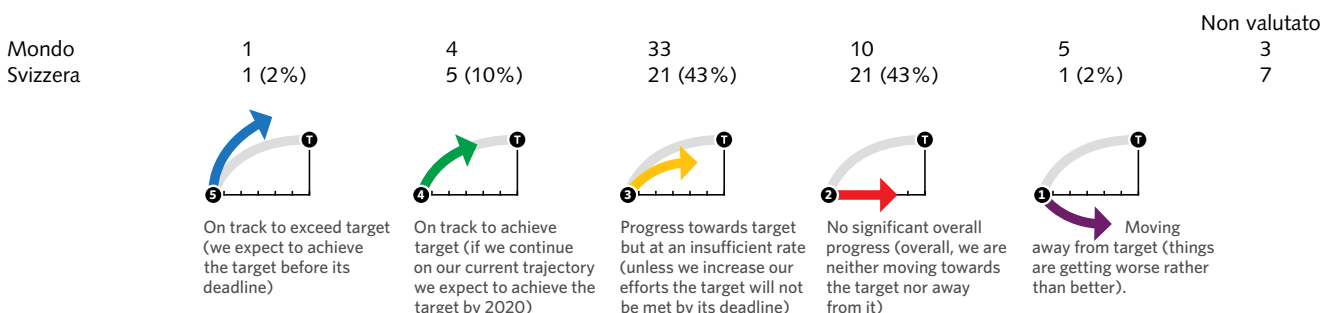 Non valutato
Mondo 1 4 33 10 5 3
Svizzera 1 (2%) 5 (10%) 21 (43%) 21 (43%) 1 (2%) 7
T T T T T
5 4 3 2 1
On track to exceed target
(we expect to achieve
the target before its
deadline)
On track to achieve
target (if we continue
on our current trajectory
we expect to achieve the
target by 2020)
Progress towards target
but at an insufficient rate
(unless we increase our
efforts the target will not
be met by its deadline)
No significant overall
progress (overall, we are
neither moving towards
the target nor away
from it)
Moving
away from target (things
are getting worse rather
than better).